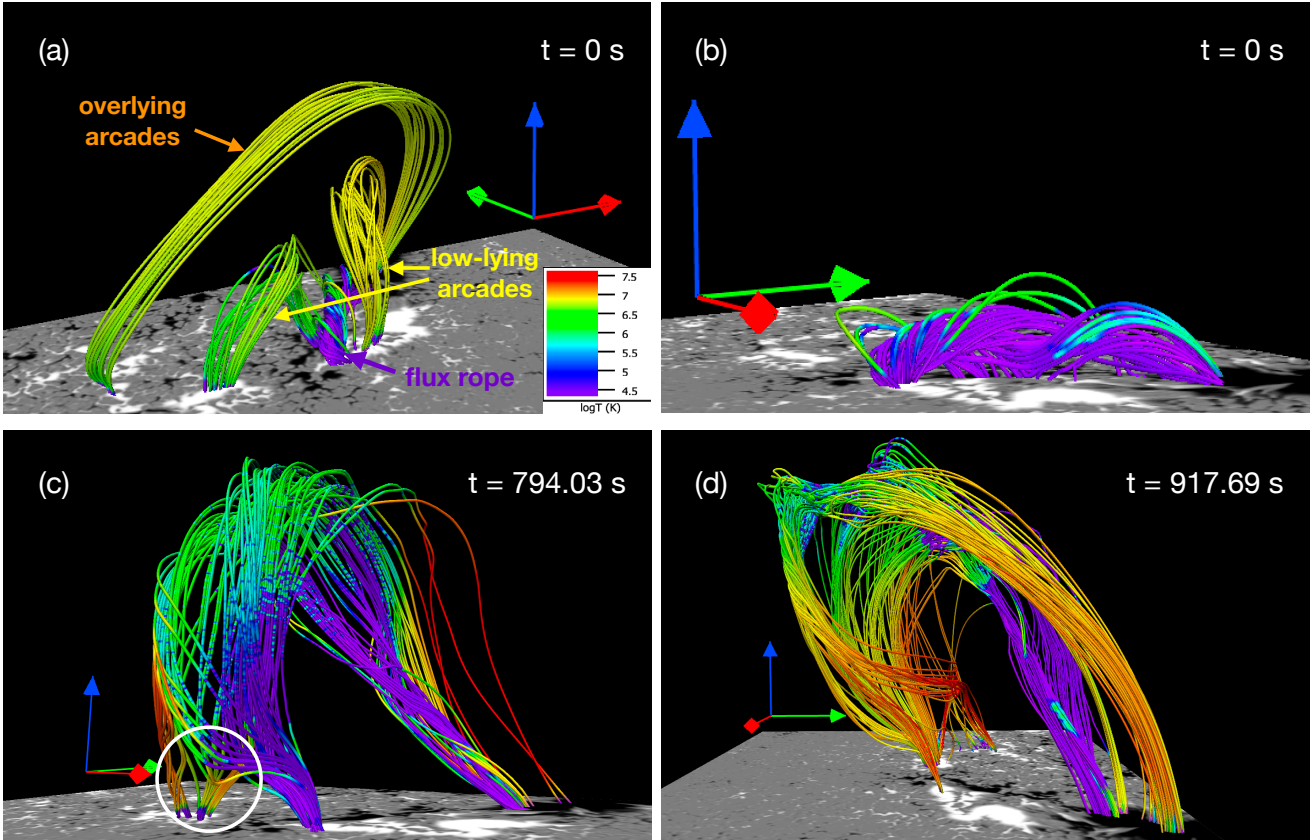 (a)
t = 0 s
overlying
arcades
low-lying
arcades
flux rope
7.5
7
6.5
6
5.5
5
4.5
logT (K)
(b)
t = 0 s
(c)
t = 794.03 s
(d)
t = 917.69 s